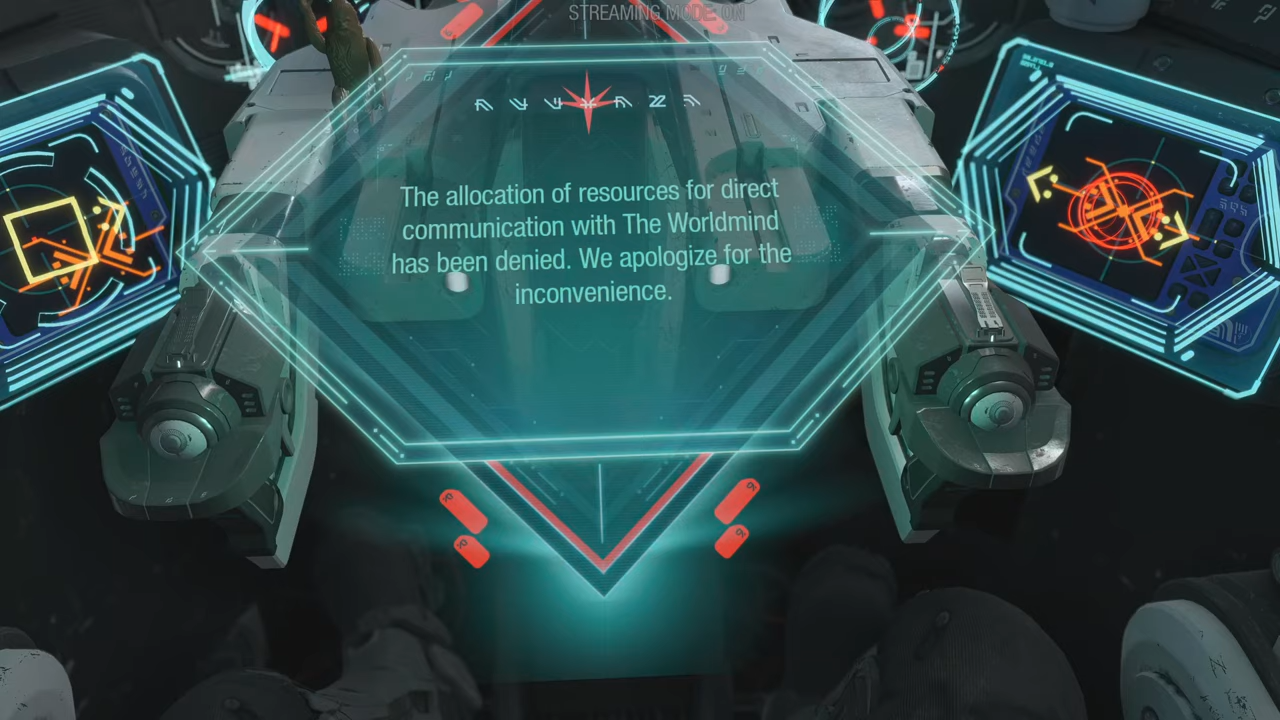 STREAMING MODE ON
The allocation of resources for direct
communication with The Worldmind
has been denied. We apologize for the
inconvenience.